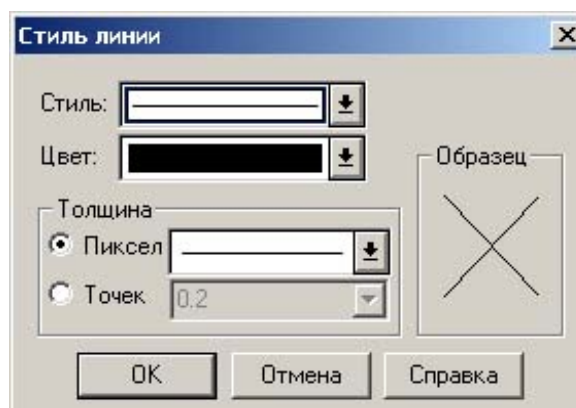 Стиль линии
Стиль:
Цвет:
Образец
Толщина
Пиксел
Точек 0.2
OK Отмена Справка